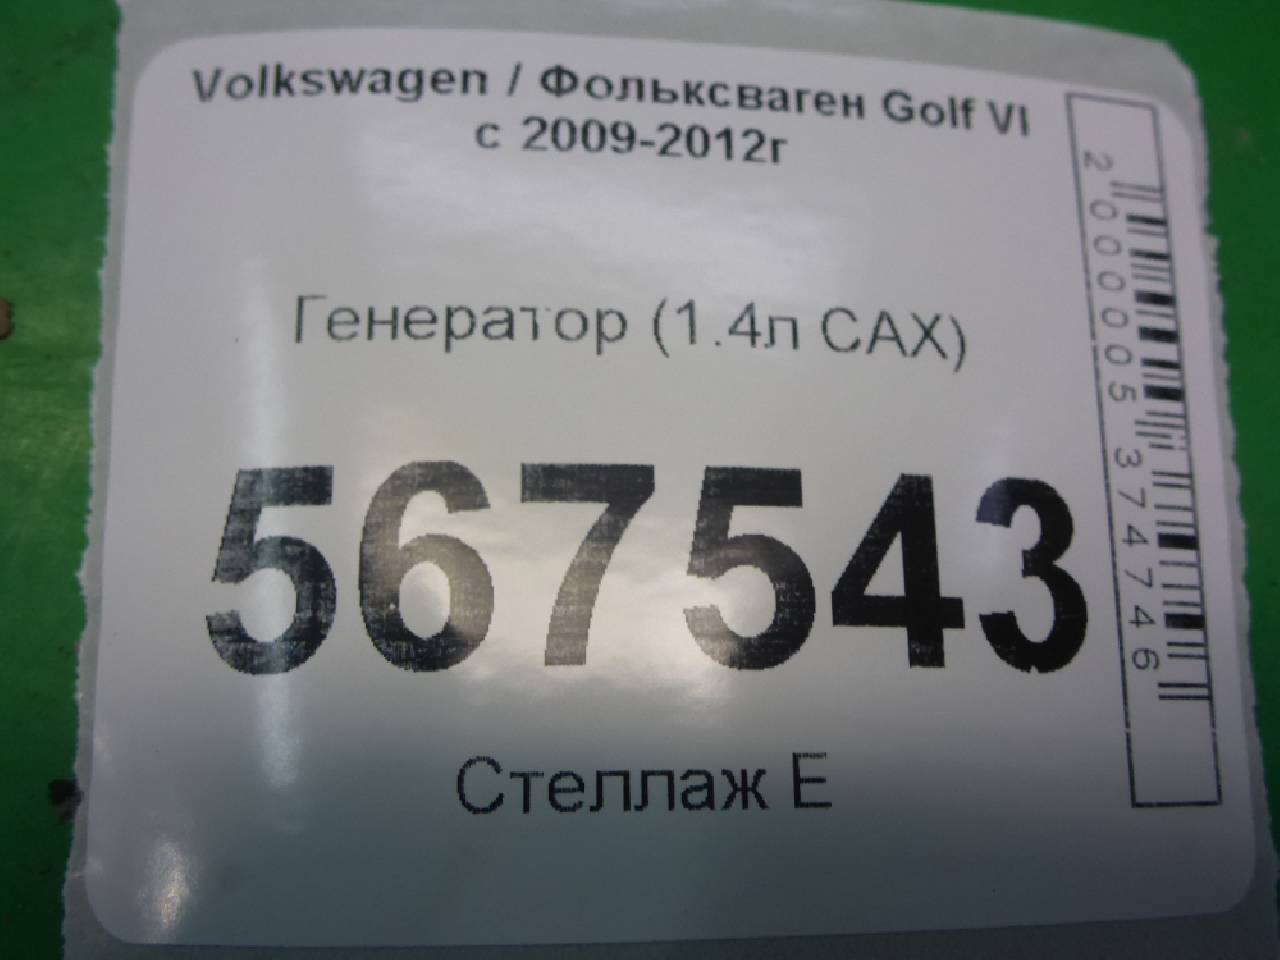 Volkswagen / Фольксваген Golf VI
с 2009-2012г
Генератор (1.4л CAX)
567543
Стеллаж Е
2000005374746